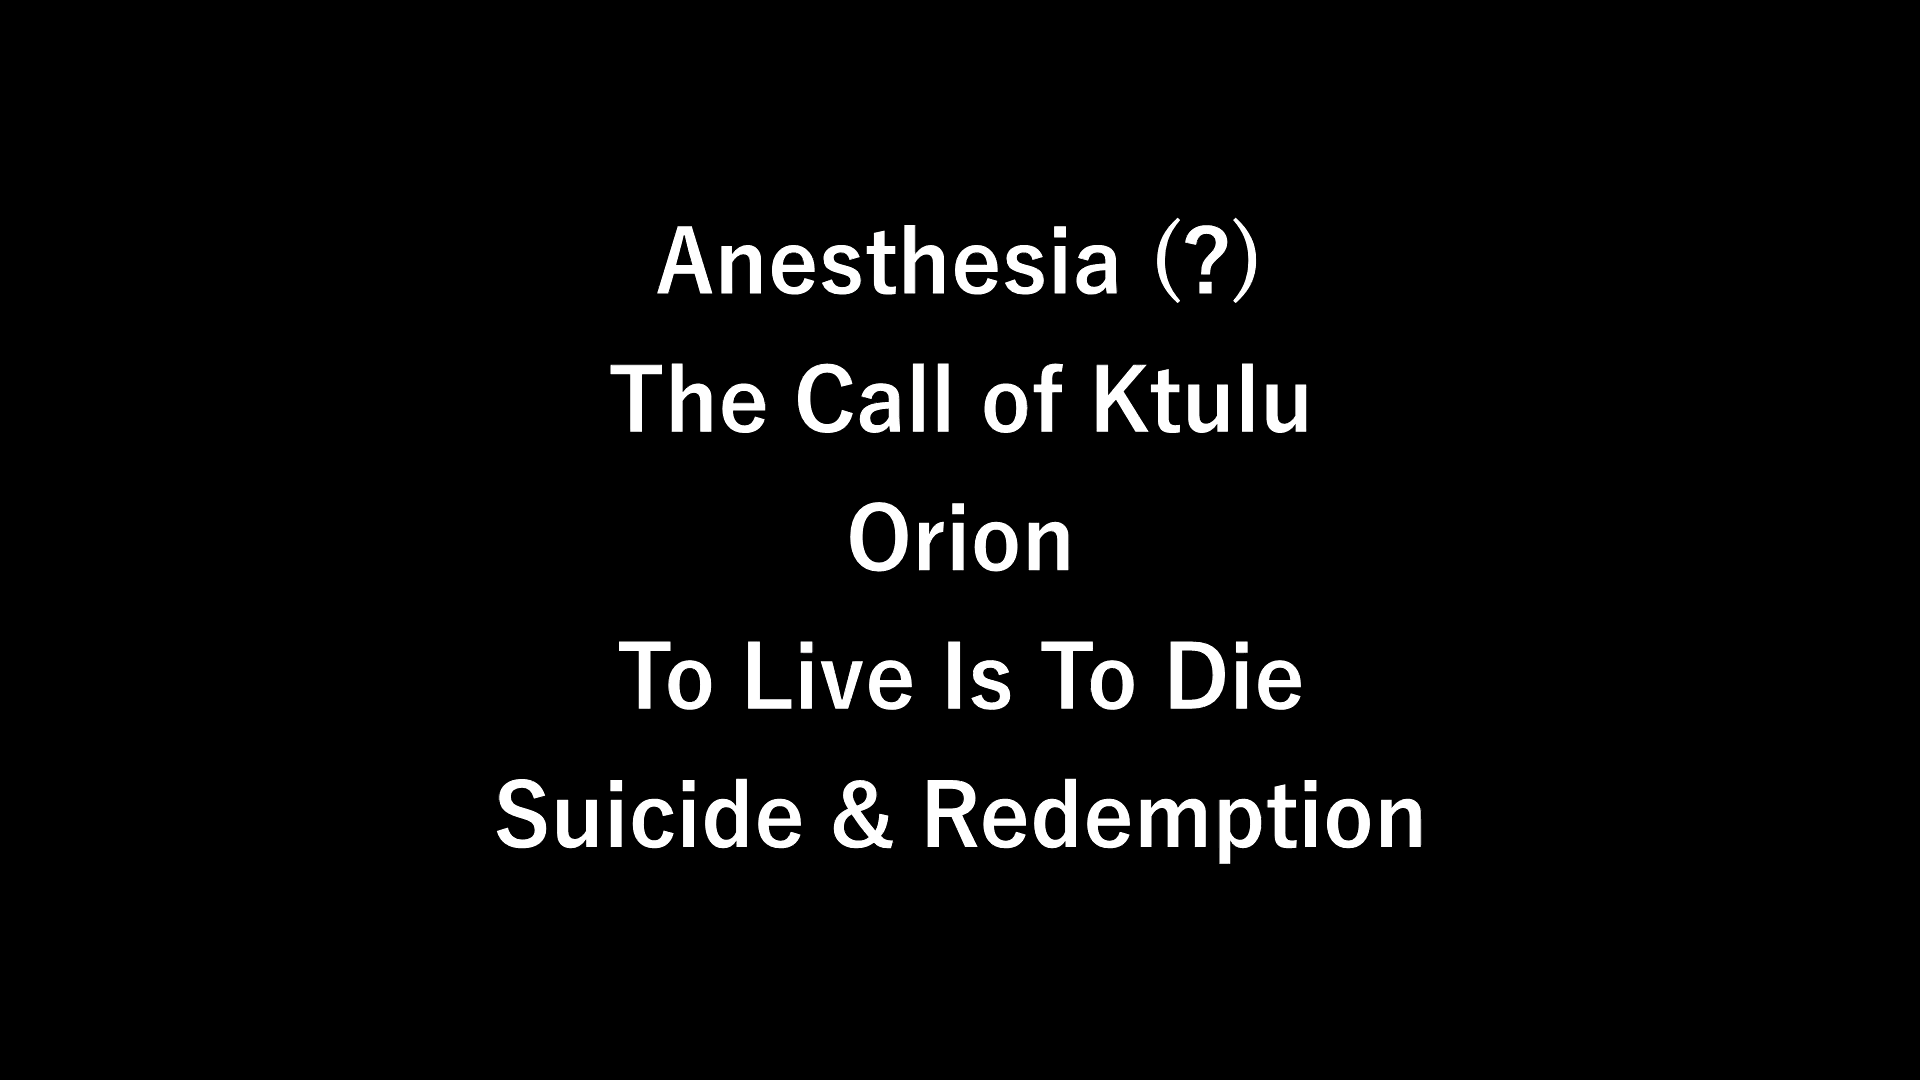 Anesthesia (?)
The Call of Ktulu
Orion
To Live Is To Die
Suicide & Redemption